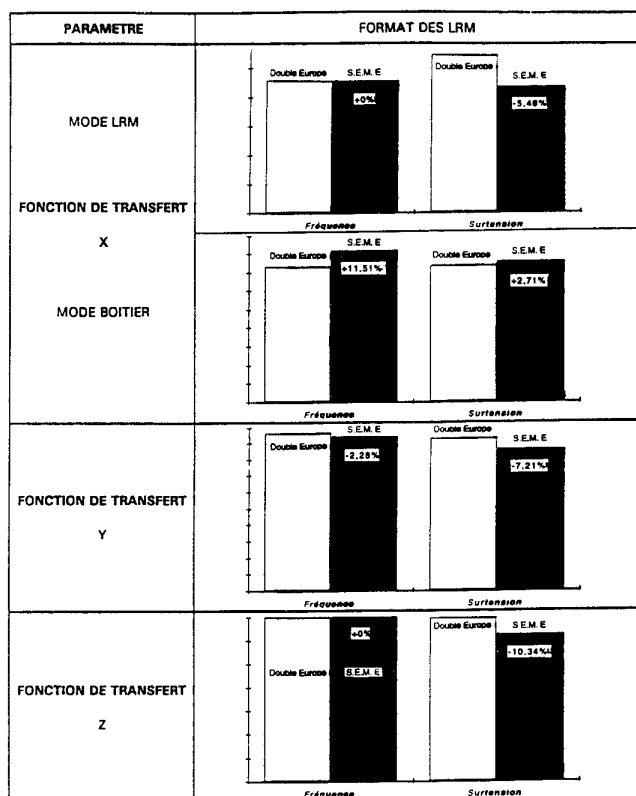 PARAMETRE
FORMAT DES LRM
MODE LRM
Double Europe
S.E.M. E
+0%
Double Europe
S.E.M. E
-5,48%
Fréquence
Surtension
FONCTION DE TRANSFERT
X
MODE BOITIER
Double Europe
S.E.M. E
+11,51%
Double Europe
S.E.M. E
+2,71%
Fréquence
Surtension
FONCTION DE TRANSFERT
Y
Double Europe
S.E.M. E
-2,28%
Double Europe
S.E.M. E
-7,21%
Fréquence
Surtension
FONCTION DE TRANSFERT
Z
Double Europe
+0%
S.E.M. E
Double Europe
S.E.M. E
-10,34%
Fréquence
Surtension